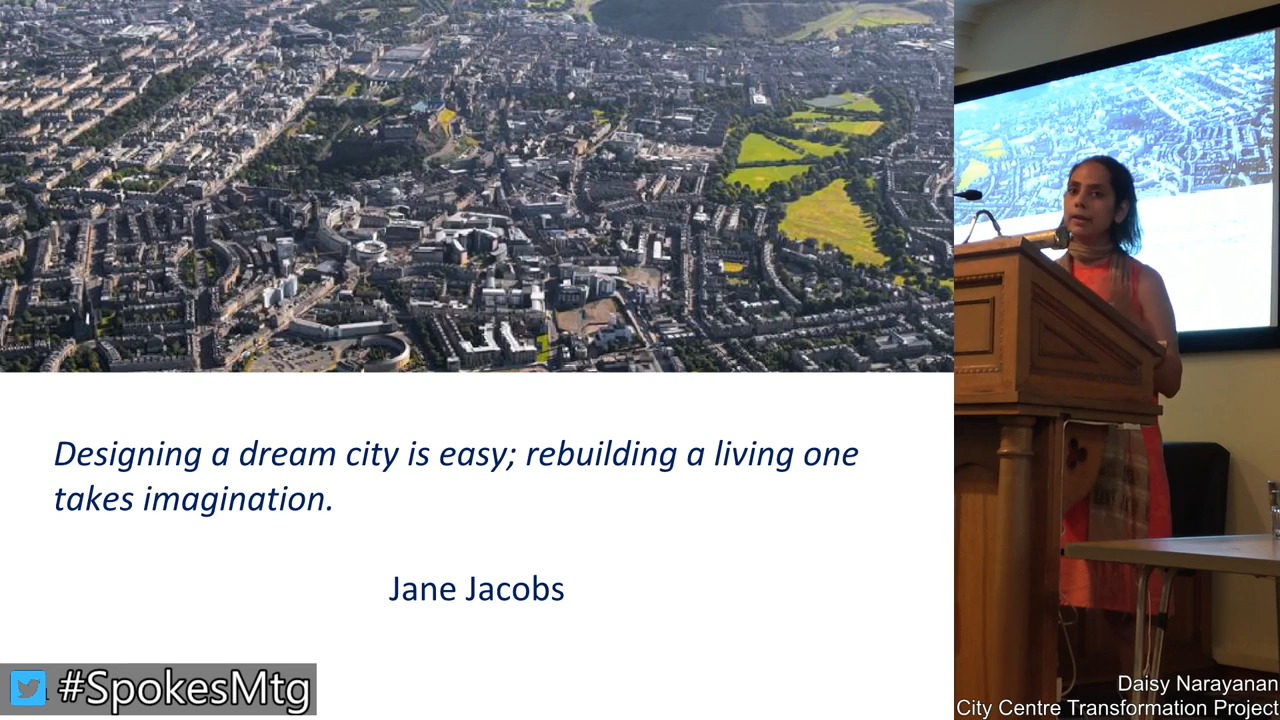 Designing a dream city is easy; rebuilding a living one
takes imagination.
Jane Jacobs
#SpokesMtg
Daisy Narayanan
City Centre Transformation Project